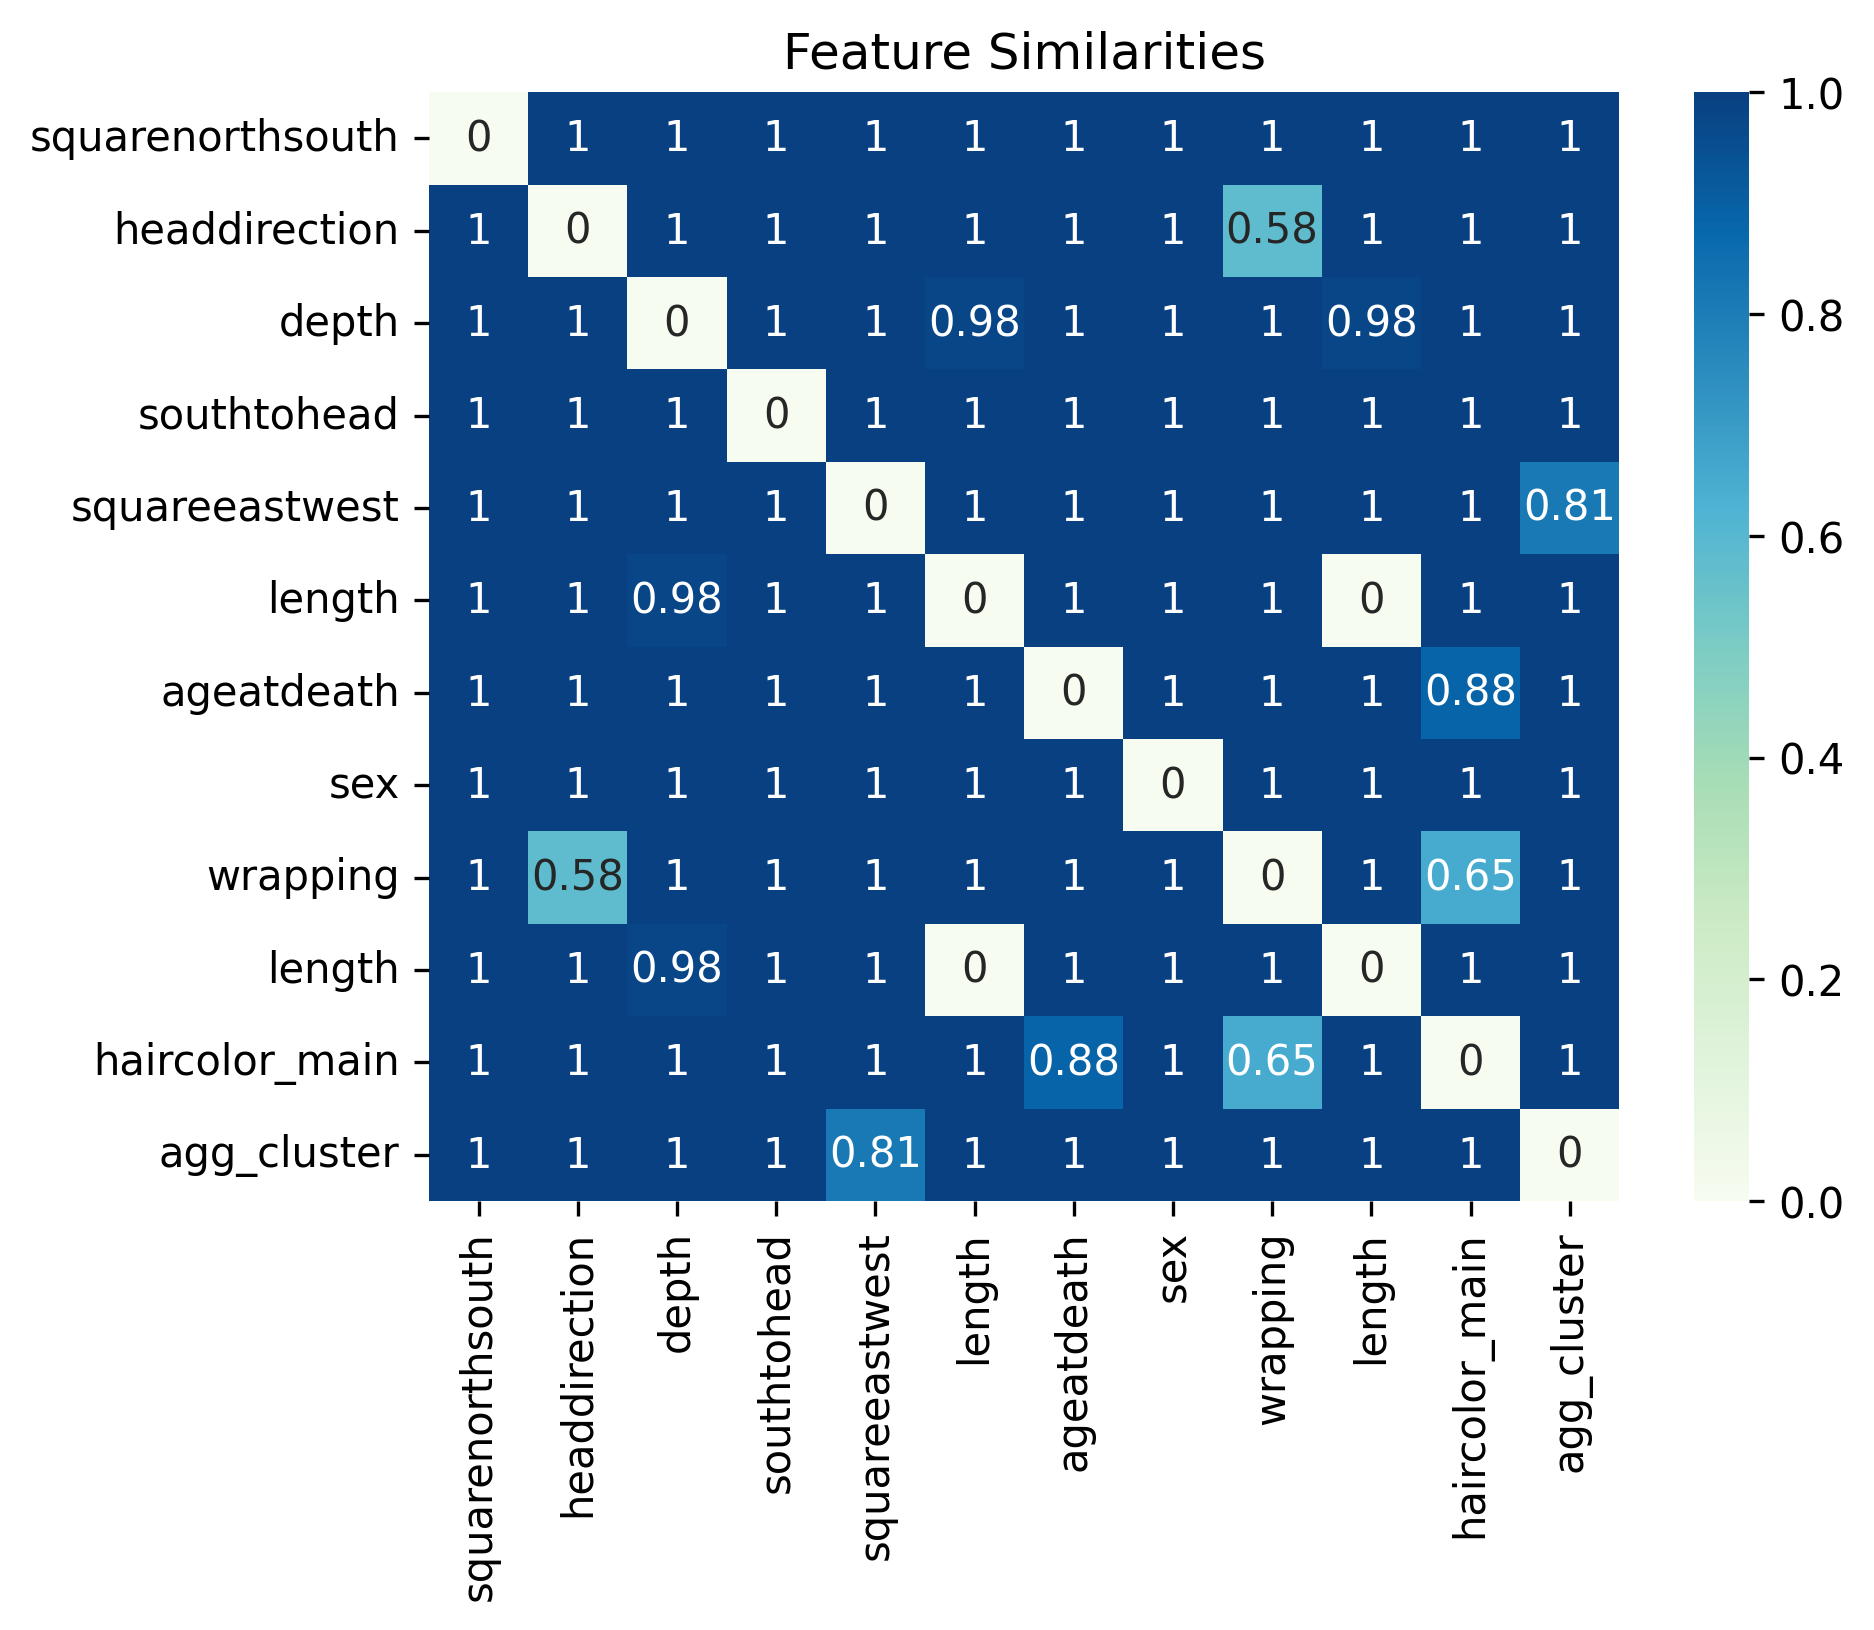 Feature Similarities
squarenorthsouth 0 1 1 1 1 1 1 1 1 1 1 1
headdirection 1 0 1 1 1 1 1 1 0.58 1 1 1
depth 1 1 0 1 1 0.98 1 1 1 0.98 1 1
southtohead 1 1 1 0 1 1 1 1 1 1 1 1
squareeastwest 1 1 1 1 0 1 1 1 1 1 1 0.81
length 1 1 0.98 1 1 0 1 1 1 0 1 1
ageatdeath 1 1 1 1 1 1 0 1 1 1 0.88 1
sex 1 1 1 1 1 1 1 0 1 1 1 1
wrapping 1 0.58 1 1 1 1 1 1 0 1 0.65 1
length 1 1 0.98 1 1 0 1 1 1 0 1 1
haircolor_main 1 1 1 1 1 1 0.88 1 0.65 1 0 1
agg_cluster 1 1 1 1 0.81 1 1 1 1 1 1 0
squarenorthsouth
headdirection
depth
southtohead
squareeastwest
length
ageatdeath
sex
wrapping
length
haircolor_main
agg_cluster
1.0
0.8
0.6
0.4
0.2
0.0